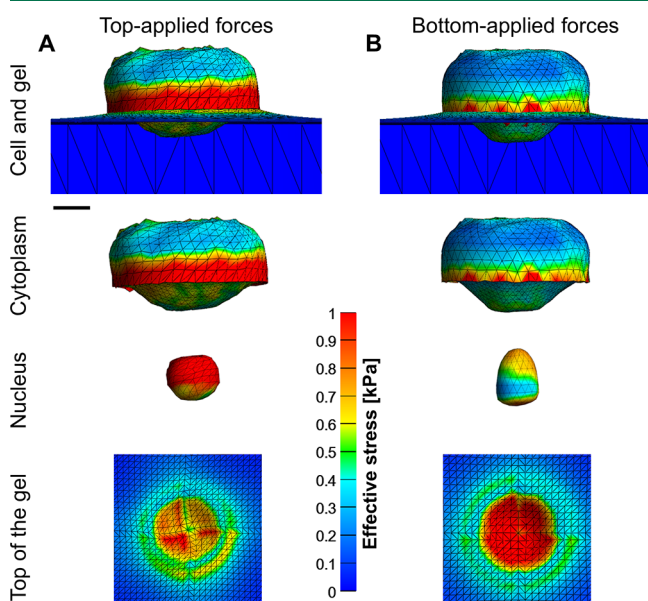 Top-applied forces
Bottom-applied forces
A
B
Cell and gel
Cytoplasm
Nucleus
Top of the gel
1
0.9
0.8
0.7
0.6
0.5
0.4
0.3
0.2
0.1
0
Effective stress [kPa]